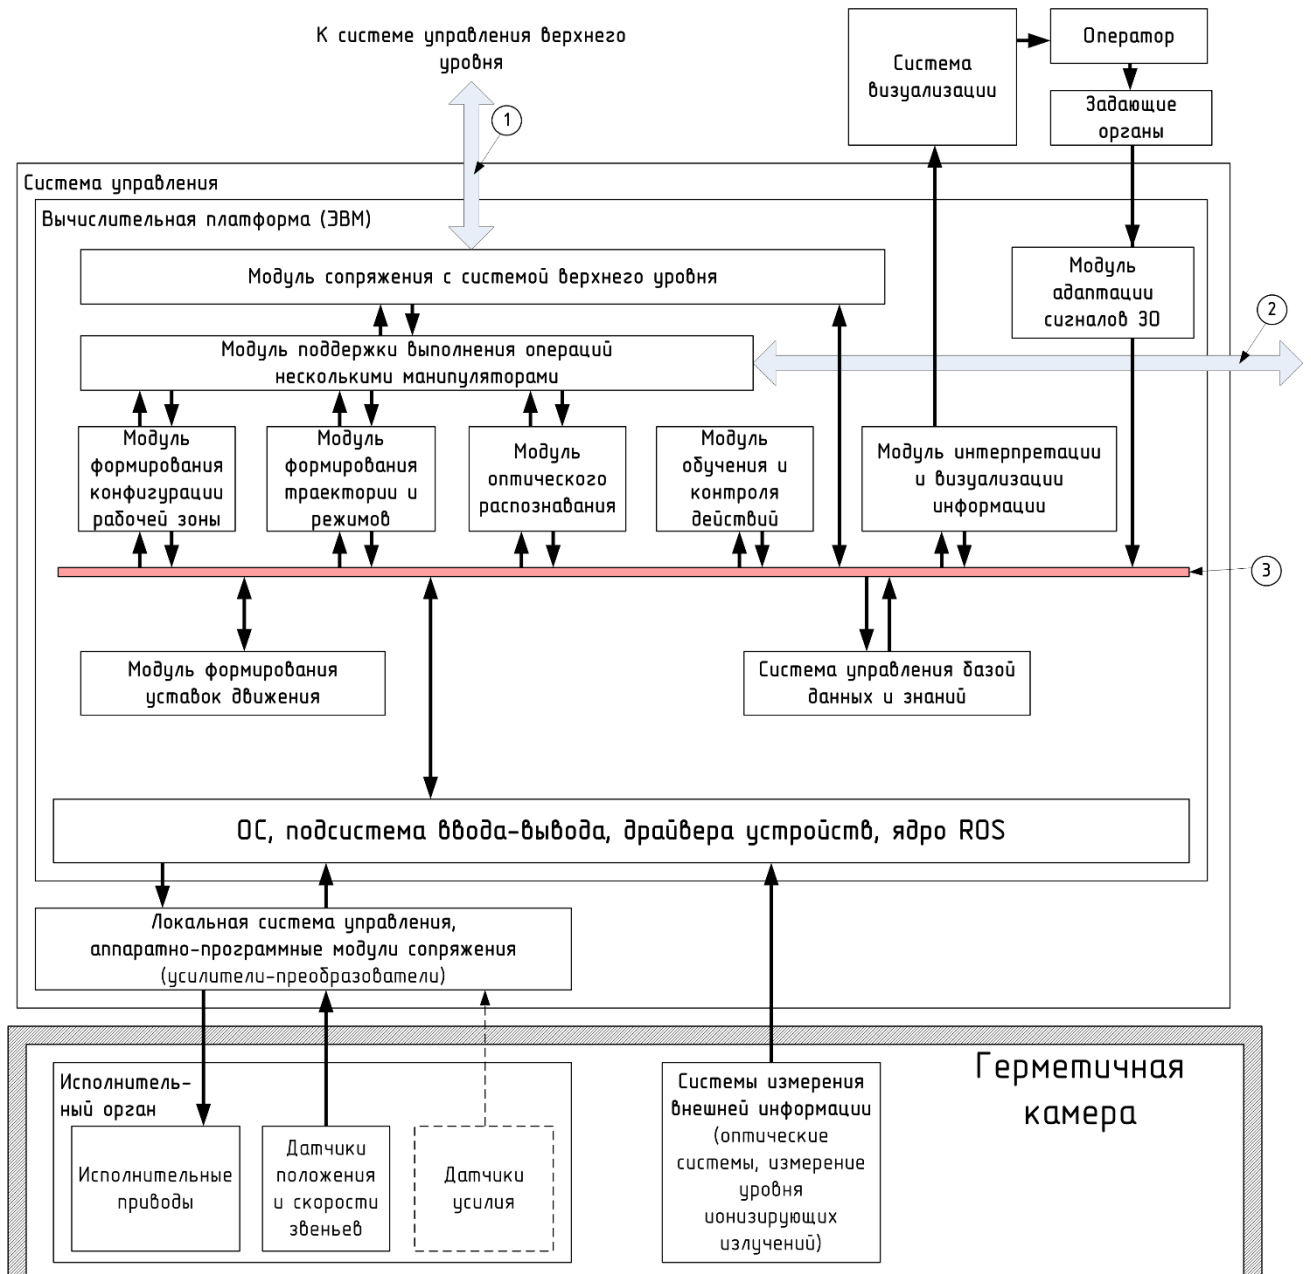 К системе управления верхнего
уровня
Система
визуализации
Оператор
Задающие
органы
1
Система управления
Вычислительная платформа (ЭВМ)
Модуль сопряжения с системой верхнего уровня
Модуль
адаптации
сигналов ЗО
2
Модуль поддержки выполнения операций
несколькими манипуляторами
Модуль
формирования
конфигурации
рабочей зоны
Модуль
формирования
траектории и
режимов
Модуль
оптического
распознавания
Модуль
обучения и
контроля
действий
Модуль интерпретации
и визуализации
информации
3
Модуль формирования
уставок движения
Система управления базой
данных и знаний
ОС, подсистема ввода-вывода, драйвера устройств, ядро ROS
Локальная система управления,
аппаратно-программные модули сопряжения
(усилители-преобразователи)
Герметичная
камера
Исполнитель-
ный орган
Исполнительные
приводы
Датчики
положения
и скорости
звеньев
Датчики
усилия
Системы измерения
внешней информации
(оптические
системы, измерение
уровня
ионизирующих
излучений)